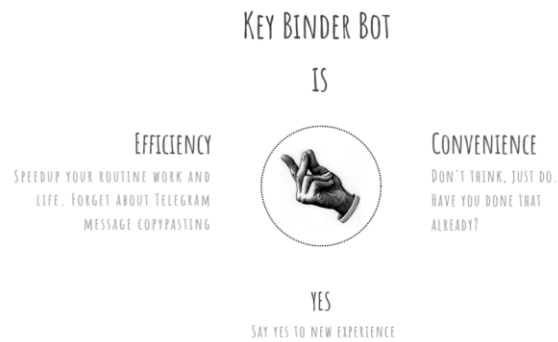 Key Binder Bot
is
Efficiency
Speedup your routine work and
life. Forget about Telegram
message copypasting
Convenience
Don't think, just do.
Have you done that
already?
yes
Say yes to new experience